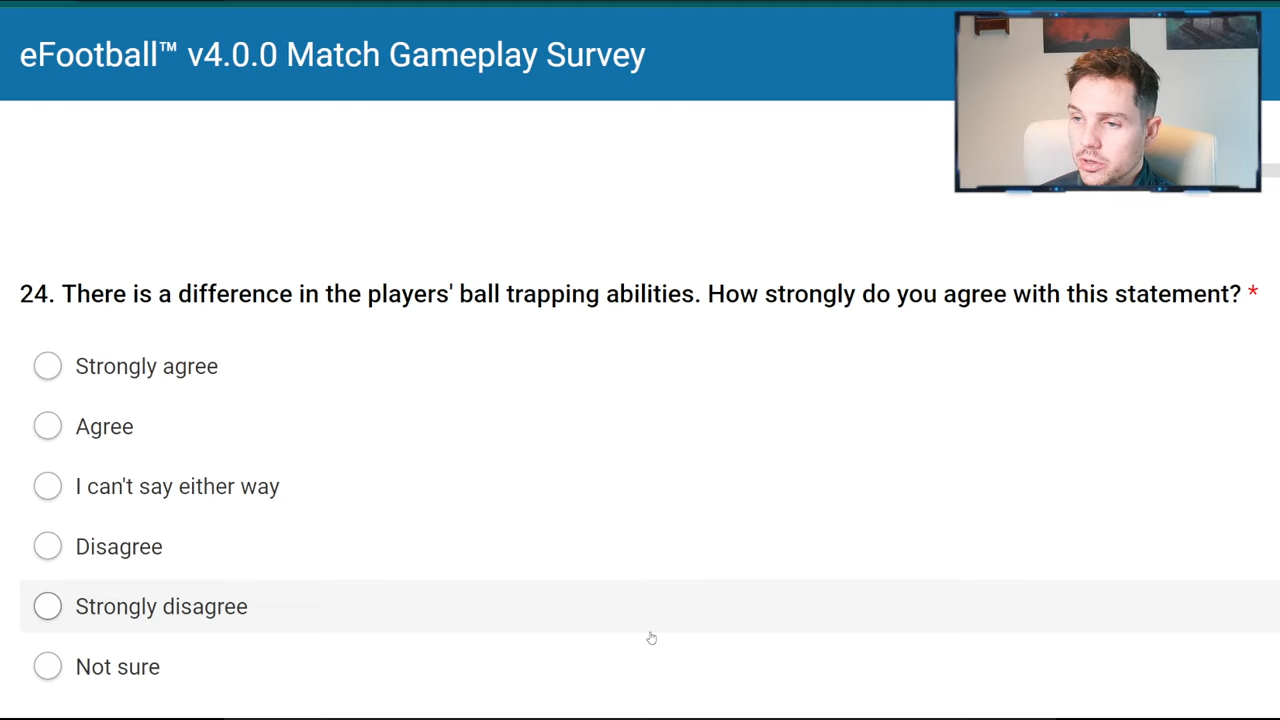 eFootball™ v4.0.0 Match Gameplay Survey
24. There is a difference in the players' ball trapping abilities. How strongly do you agree with this statement? *
Strongly agree
Agree
I can't say either way
Disagree
Strongly disagree
Not sure